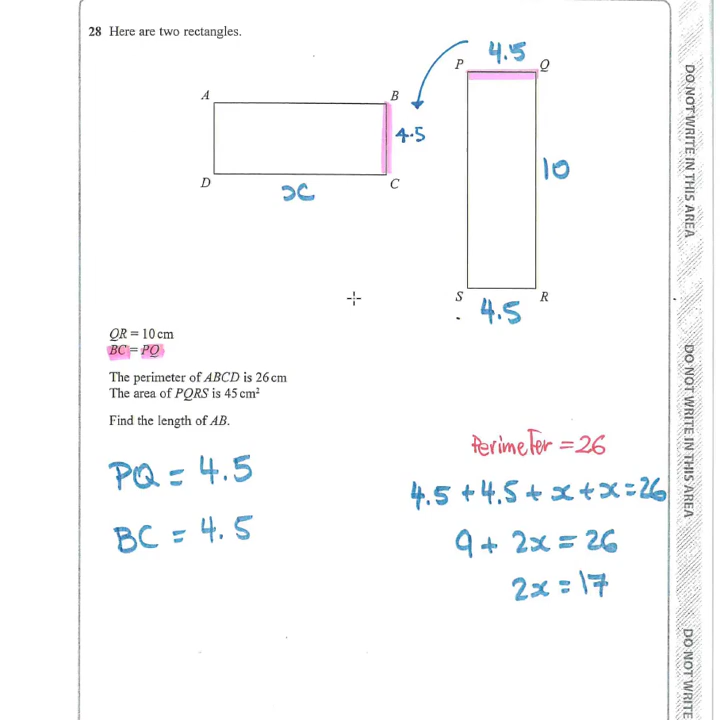 28 Here are two rectangles.
P 4.5 Q
A B
4.5
10
D x C
S 4.5 R
QR = 10 cm
BC = PQ
The perimeter of ABCD is 26 cm
The area of PQRS is 45 cm²
Find the length of AB.
PQ = 4.5
BC = 4.5
Perimeter = 26
4.5 + 4.5 + x + x = 26
9 + 2x = 26
2x = 17
DO NOT WRITE IN THIS AREA
DO NOT WRITE IN THIS AREA
DO NOT WRITE